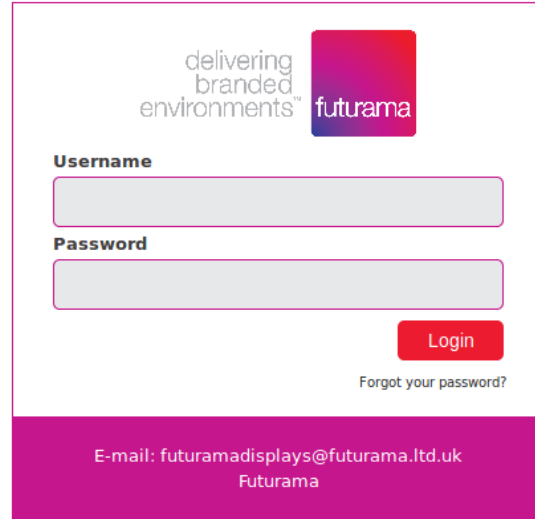 delivering
branded
environments™
futurama
Username
Password
Login
Forgot your password?
E-mail: futuramadisplays@futurama.ltd.uk
Futurama